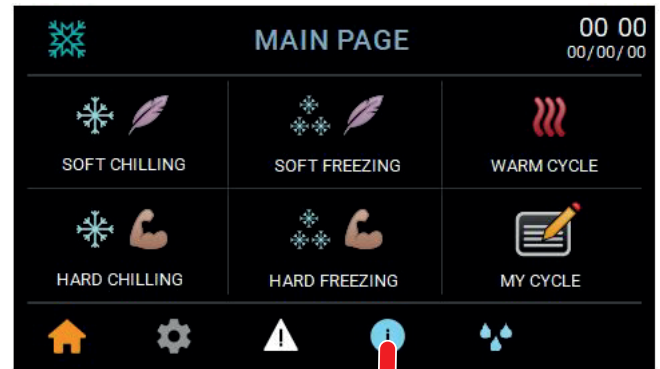 MAIN PAGE
00 00
00/00/00
SOFT CHILLING
SOFT FREEZING
WARM CYCLE
HARD CHILLING
HARD FREEZING
MY CYCLE